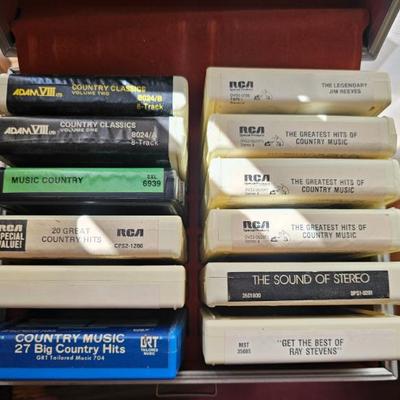 ADAM VIII LTD
COUNTRY CLASSICS
VOLUME TWO
8024/B
8-Track
ADAM VIII LTD
COUNTRY CLASSICS
VOLUME ONE
8024/A
8-Track
MUSIC COUNTRY
6939
RCA
SPECIAL
VALUE!
20 GREAT
COUNTRY HITS
RCA
CPS2-1286
COUNTRY MUSIC
27 Big Country Hits
GRT Tailored Music 704
GRT
TAILORED
MUSIC
RCA
THE LEGENDARY
JIM REEVES
RCA
THE GREATEST HITS OF
COUNTRY MUSIC
RCA
THE GREATEST HITS OF
COUNTRY MUSIC
RCA
THE GREATEST HITS OF
COUNTRY MUSIC
THE SOUND OF STEREO
"GET THE BEST OF
RAY STEVENS"